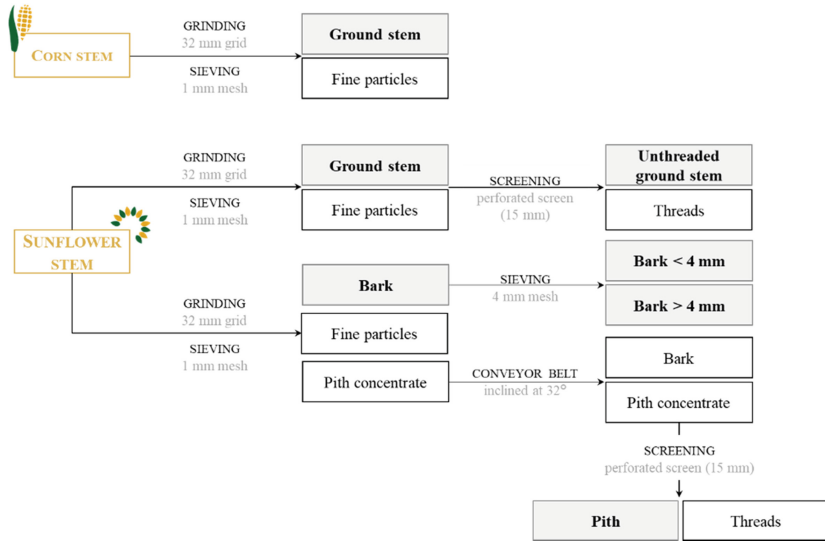 CORN STEM
GRINDING
32 mm grid
SIEVING
1 mm mesh
Ground stem
Fine particles
SUNFLOWER
STEM
GRINDING
32 mm grid
SIEVING
1 mm mesh
Ground stem
Fine particles
SCREENING
perforated screen
(15 mm)
Unthreaded
ground stem
Threads
GRINDING
32 mm grid
SIEVING
1 mm mesh
Bark
Fine particles
Pith concentrate
SIEVING
4 mm mesh
Bark < 4 mm
Bark > 4 mm
CONVEYOR BELT
inclined at 32°
Bark
Pith concentrate
SCREENING
perforated screen (15 mm)
Pith
Threads